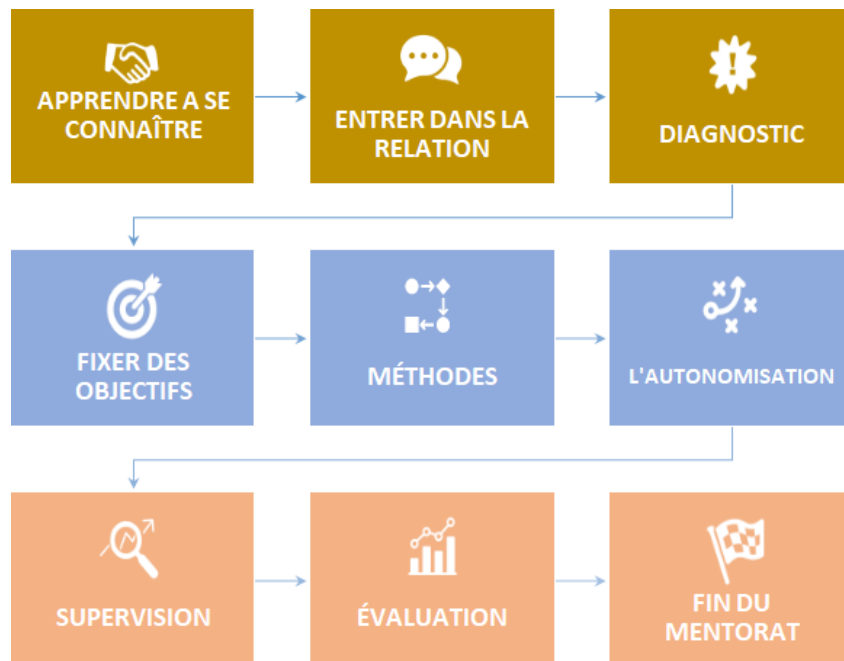 APPRENDRE A SE
CONNAÎTRE
ENTRER DANS LA
RELATION
DIAGNOSTIC
FIXER DES
OBJECTIFS
MÉTHODES
L'AUTONOMISATION
SUPERVISION
ÉVALUATION
FIN DU
MENTORAT